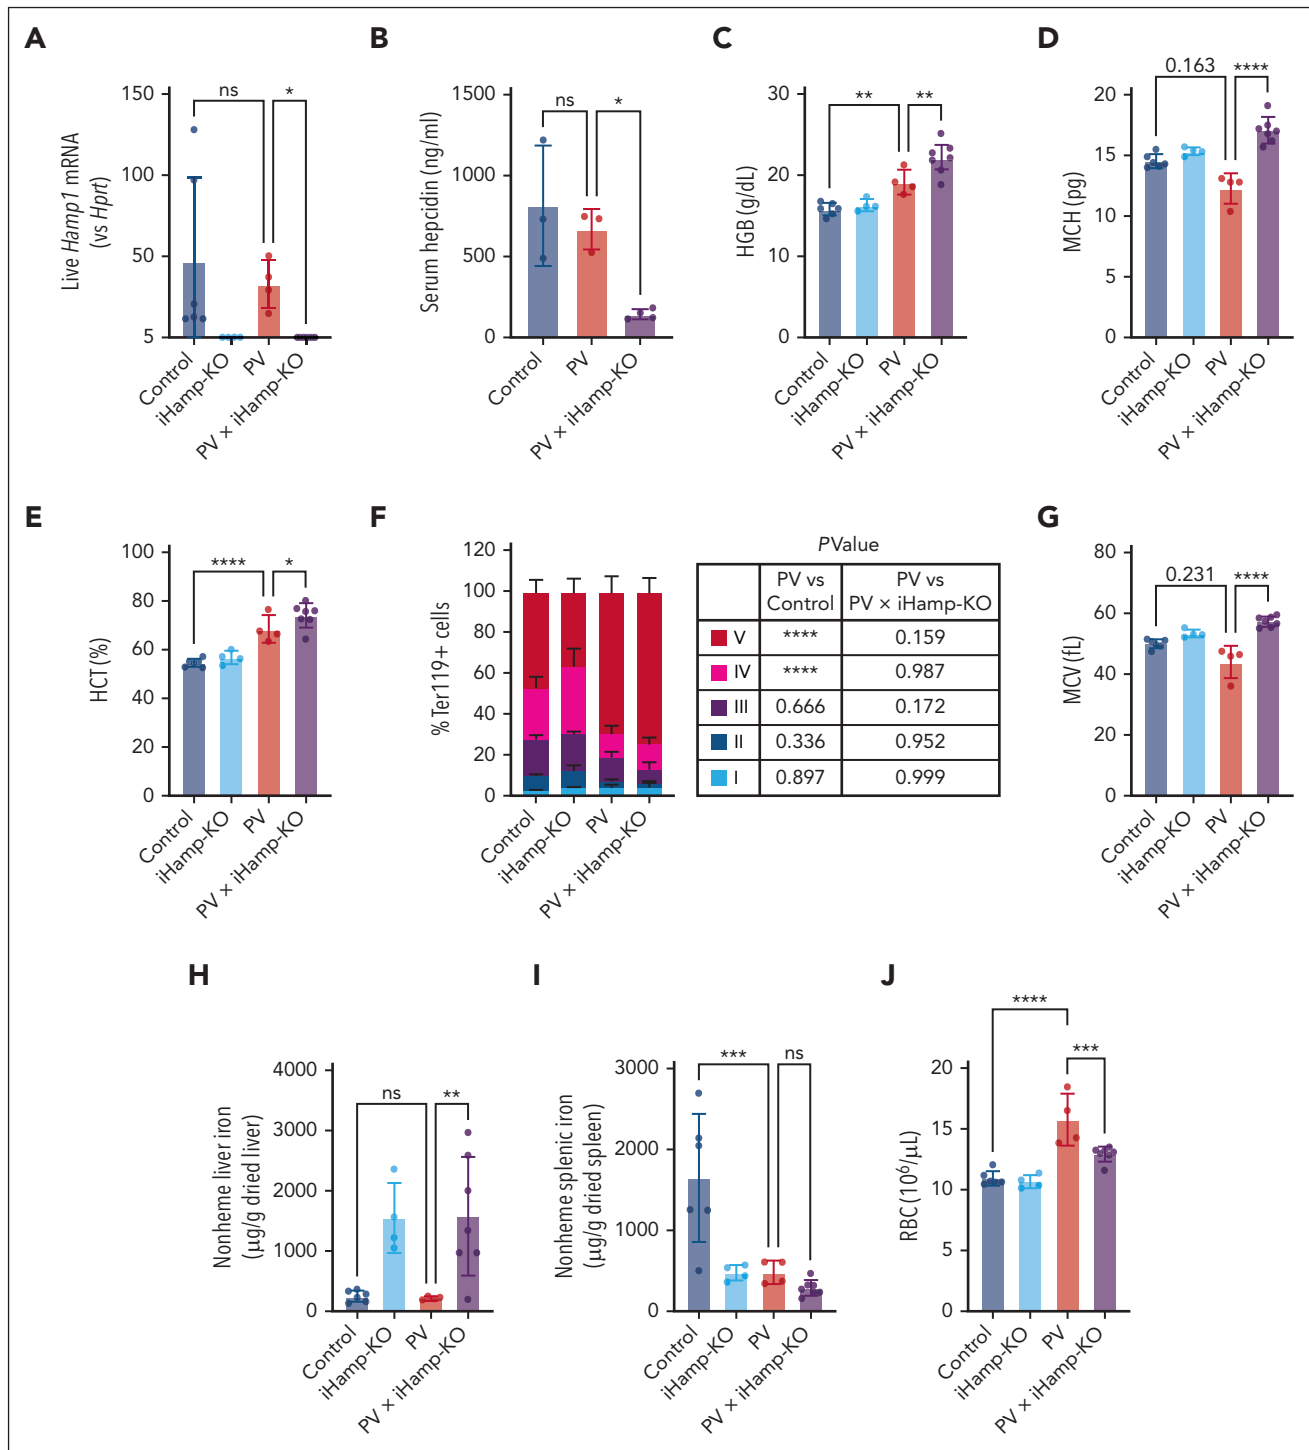 A
Live Hamp1 mRNA
(vs Hprt)
150
100
50
5
ns
*
Control
iHamp-KO
PV
PV × iHamp-KO
B
Serum hepcidin (ng/ml)
1500
1000
500
0
ns
*
Control
PV
PV × iHamp-KO
C
HGB (g/dL)
30
20
10
0
**
**
Control
iHamp-KO
PV
PV × iHamp-KO
D
MCH (pg)
20
15
10
5
0
0.163
****
Control
iHamp-KO
PV
PV × iHamp-KO
E
HCT (%)
100
80
60
40
20
0
****
*
Control
iHamp-KO
PV
PV × iHamp-KO
F
% Ter119+ cells
120
100
80
60
40
20
0
Control
iHamp-KO
PV
PV × iHamp-KO
PValue
PV vs
Control
PV vs
PV × iHamp-KO
V **** 0.159
IV **** 0.987
III 0.666 0.172
II 0.336 0.952
I 0.897 0.999
G
MCV (fL)
80
60
40
20
0
0.231
****
Control
iHamp-KO
PV
PV × iHamp-KO
H
Nonheme liver iron
(μg/g dried liver)
4000
3000
2000
1000
0
ns
**
Control
iHamp-KO
PV
PV × iHamp-KO
I
Nonheme splenic iron
(μg/g dried spleen)
3000
2000
1000
0
***
ns
Control
iHamp-KO
PV
PV × iHamp-KO
J
RBC (10⁶/μL)
20
15
10
5
0
****
***
Control
iHamp-KO
PV
PV × iHamp-KO